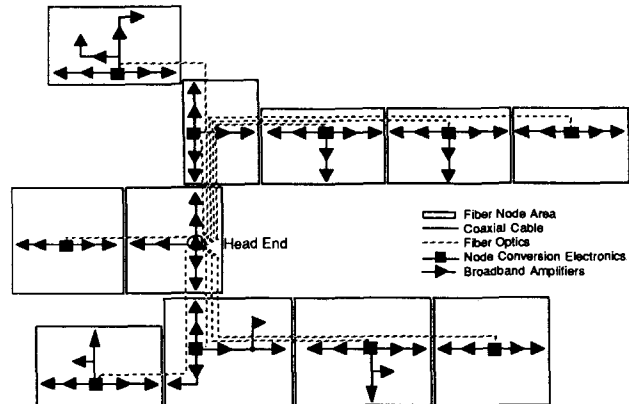 Head End
Fiber Node Area
Coaxial Cable
Fiber Optics
Node Conversion Electronics
Broadband Amplifiers